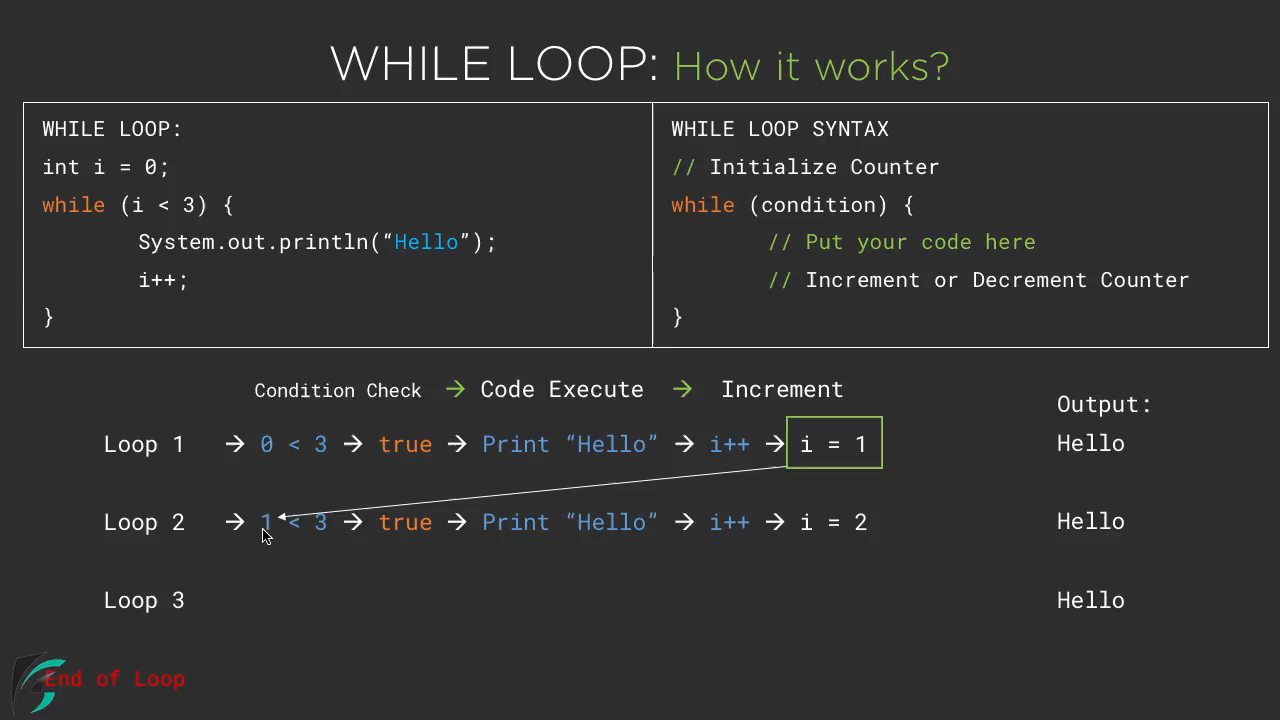 WHILE LOOP: How it works?
WHILE LOOP:
int i = 0;
while (i < 3) {
System.out.println(“Hello”);
i++;
}
WHILE LOOP SYNTAX
// Initialize Counter
while (condition) {
// Put your code here
// Increment or Decrement Counter
}
Condition Check → Code Execute → Increment
Output:
Loop 1 → 0 < 3 → true → Print “Hello” → i++ → i = 1 Hello
Loop 2 → 1 < 3 → true → Print “Hello” → i++ → i = 2 Hello
Loop 3 Hello
End of Loop